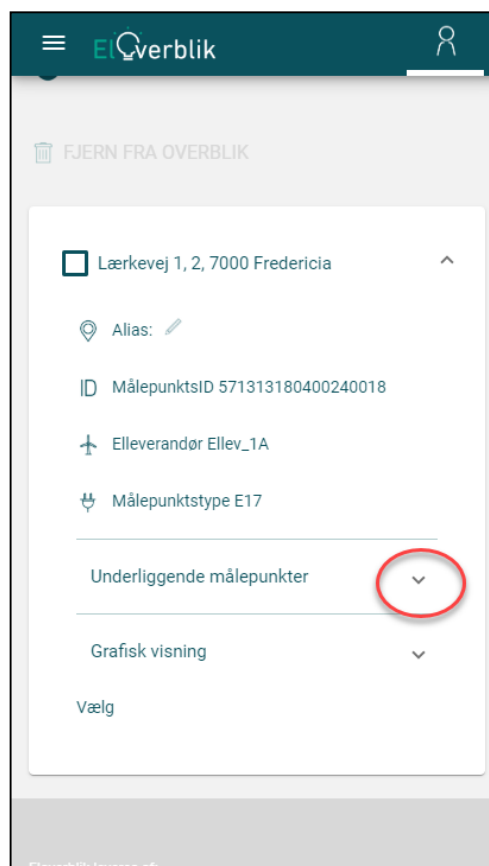 ElOverblik
FJERN FRA OVERBLIK
Lærkevej 1, 2, 7000 Fredericia
Alias:
MålepunktsID 571313180400240018
Elleverandør Ellev_1A
Målepunktstype E17
Underliggende målepunkter
Grafisk visning
Vælg